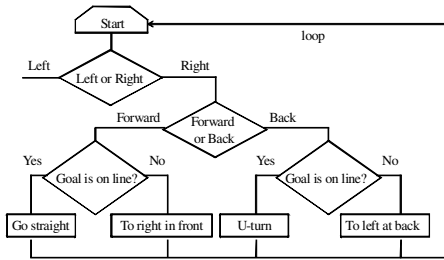 Start
loop
Left
Right
Left or Right
Forward
Forward
or Back
Back
Yes
Goal is on line?
No
Yes
Goal is on line?
No
Go straight
To right in front
U-turn
To left at back